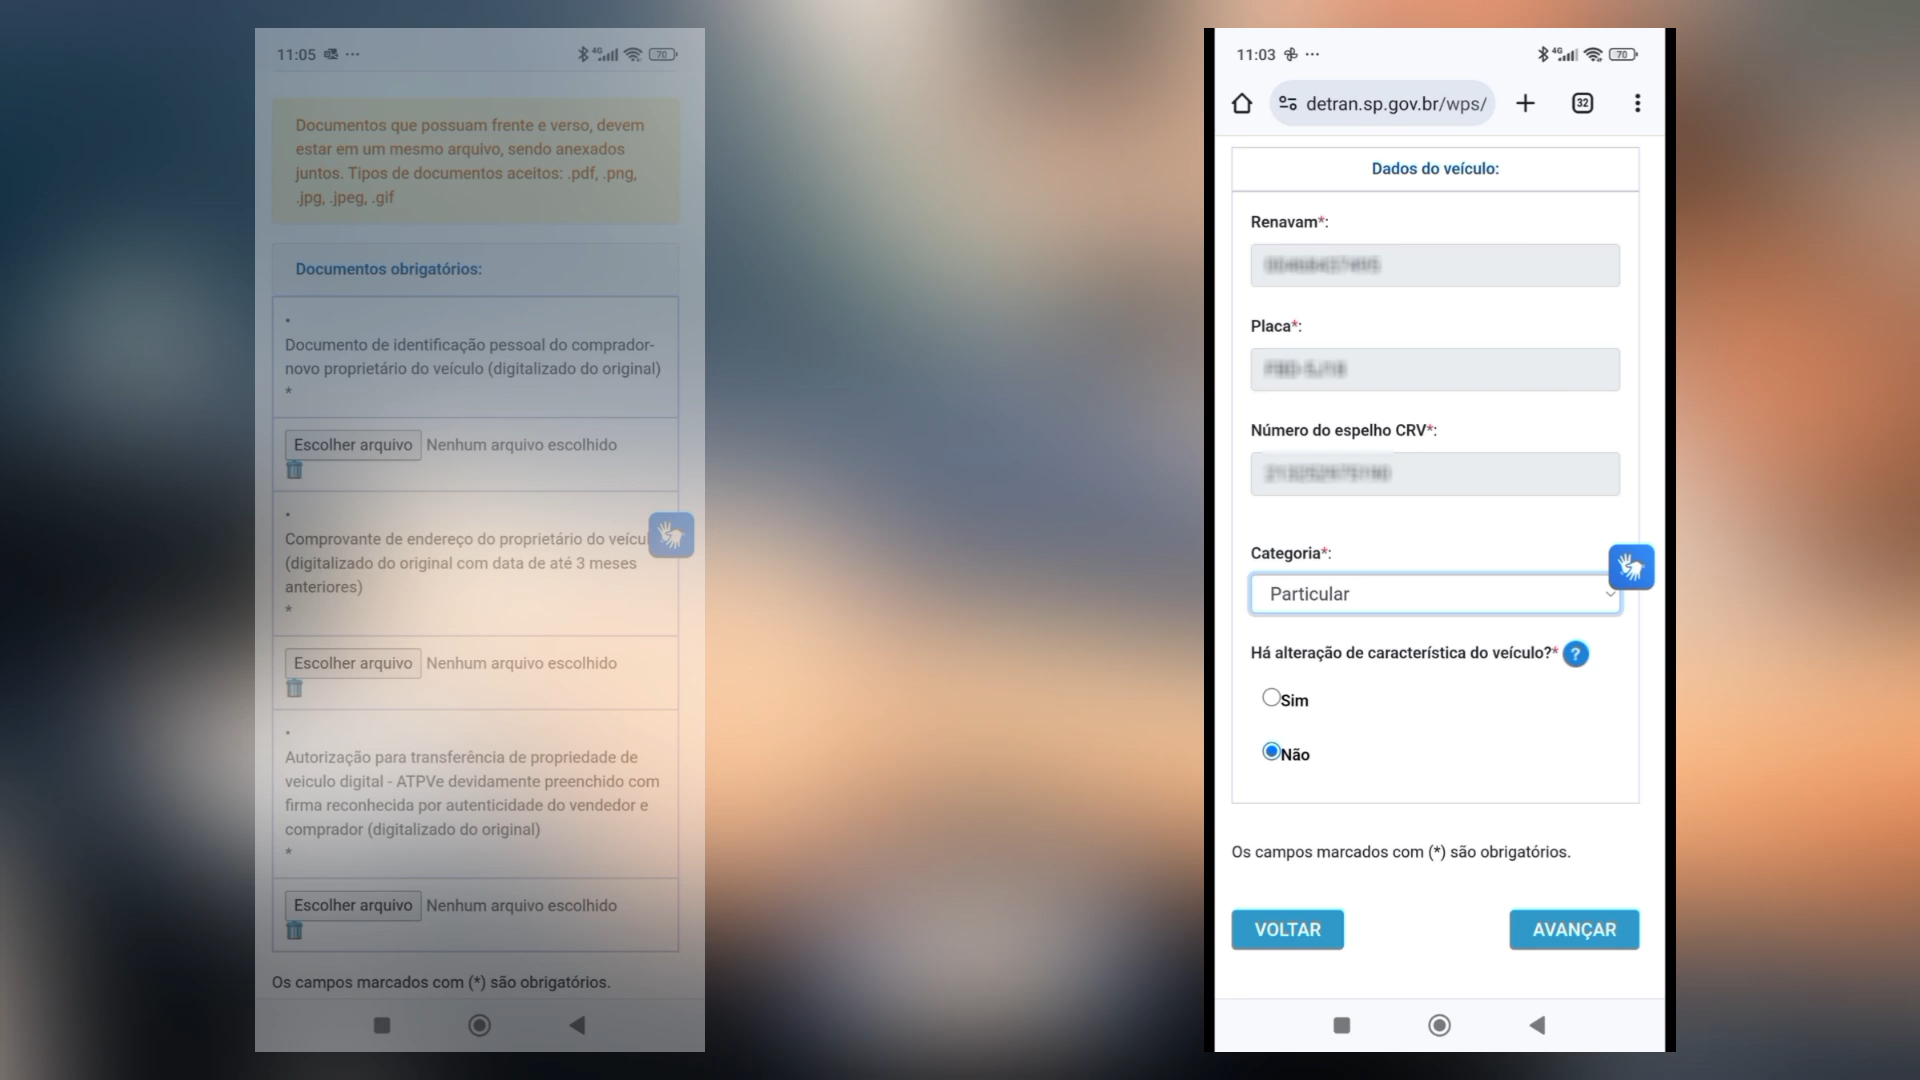 11:05
4G
70
Documentos que possuam frente e verso, devem
estar em um mesmo arquivo, sendo anexados
juntos. Tipos de documentos aceitos: .pdf, .png,
.jpg, .jpeg, .gif
Documentos obrigatórios:
Documento de identificação pessoal do comprador-
novo proprietário do veículo (digitalizado do original)
*
Escolher arquivo Nenhum arquivo escolhido
Comprovante de endereço do proprietário do
(digitalizado do original com data de até 3 meses
anteriores)
*
Escolher arquivo Nenhum arquivo escolhido
Autorização para transferência de propriedade de
veiculo digital - ATPVe devidamente preenchido com
firma reconhecida por autenticidade do vendedor e
comprador (digitalizado do original)
*
Escolher arquivo Nenhum arquivo escolhido
Os campos marcados com (*) são obrigatórios.
11:03
4G
70
detran.sp.gov.br/wps/
32
Dados do veículo:
Renavam*:
Placa*:
Número do espelho CRV*:
Categoria*:
Particular
Há alteração de característica do veículo?* ?
Sim
Não
Os campos marcados com (*) são obrigatórios.
VOLTAR
AVANÇAR